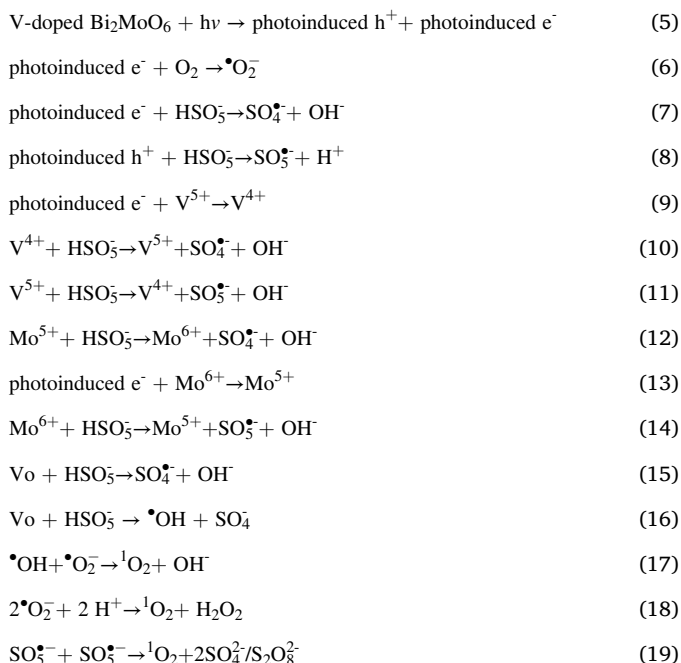 V-doped Bi₂MoO₆ + hν → photoinduced h⁺+ photoinduced e⁻ (5)
photoinduced e⁻ + O₂ →•O₂⁻ (6)
photoinduced e⁻ + HSO₅⁻→SO₄•⁻+ OH⁻ (7)
photoinduced h⁺ + HSO₅⁻→SO₅•⁻+ H⁺ (8)
photoinduced e⁻ + V⁵⁺→V⁴⁺ (9)
V⁴⁺+ HSO₅⁻→V⁵⁺+SO₄•⁻+ OH⁻ (10)
V⁵⁺+ HSO₅⁻→V⁴⁺+SO₅•⁻+ OH⁻ (11)
Mo⁵⁺+ HSO₅⁻→Mo⁶⁺+SO₄•⁻+ OH⁻ (12)
photoinduced e⁻ + Mo⁶⁺→Mo⁵⁺ (13)
Mo⁶⁺+ HSO₅⁻→Mo⁵⁺+SO₅•⁻+ OH⁻ (14)
Vo + HSO₅⁻→SO₄•⁻+ OH⁻ (15)
Vo + HSO₅⁻ → •OH + SO₄⁻ (16)
•OH+•O₂⁻→¹O₂+ OH⁻ (17)
2•O₂⁻+ 2 H⁺→¹O₂+ H₂O₂ (18)
SO₅•⁻+ SO₅•⁻→¹O₂+2SO₄²⁻/S₂O₈²⁻ (19)